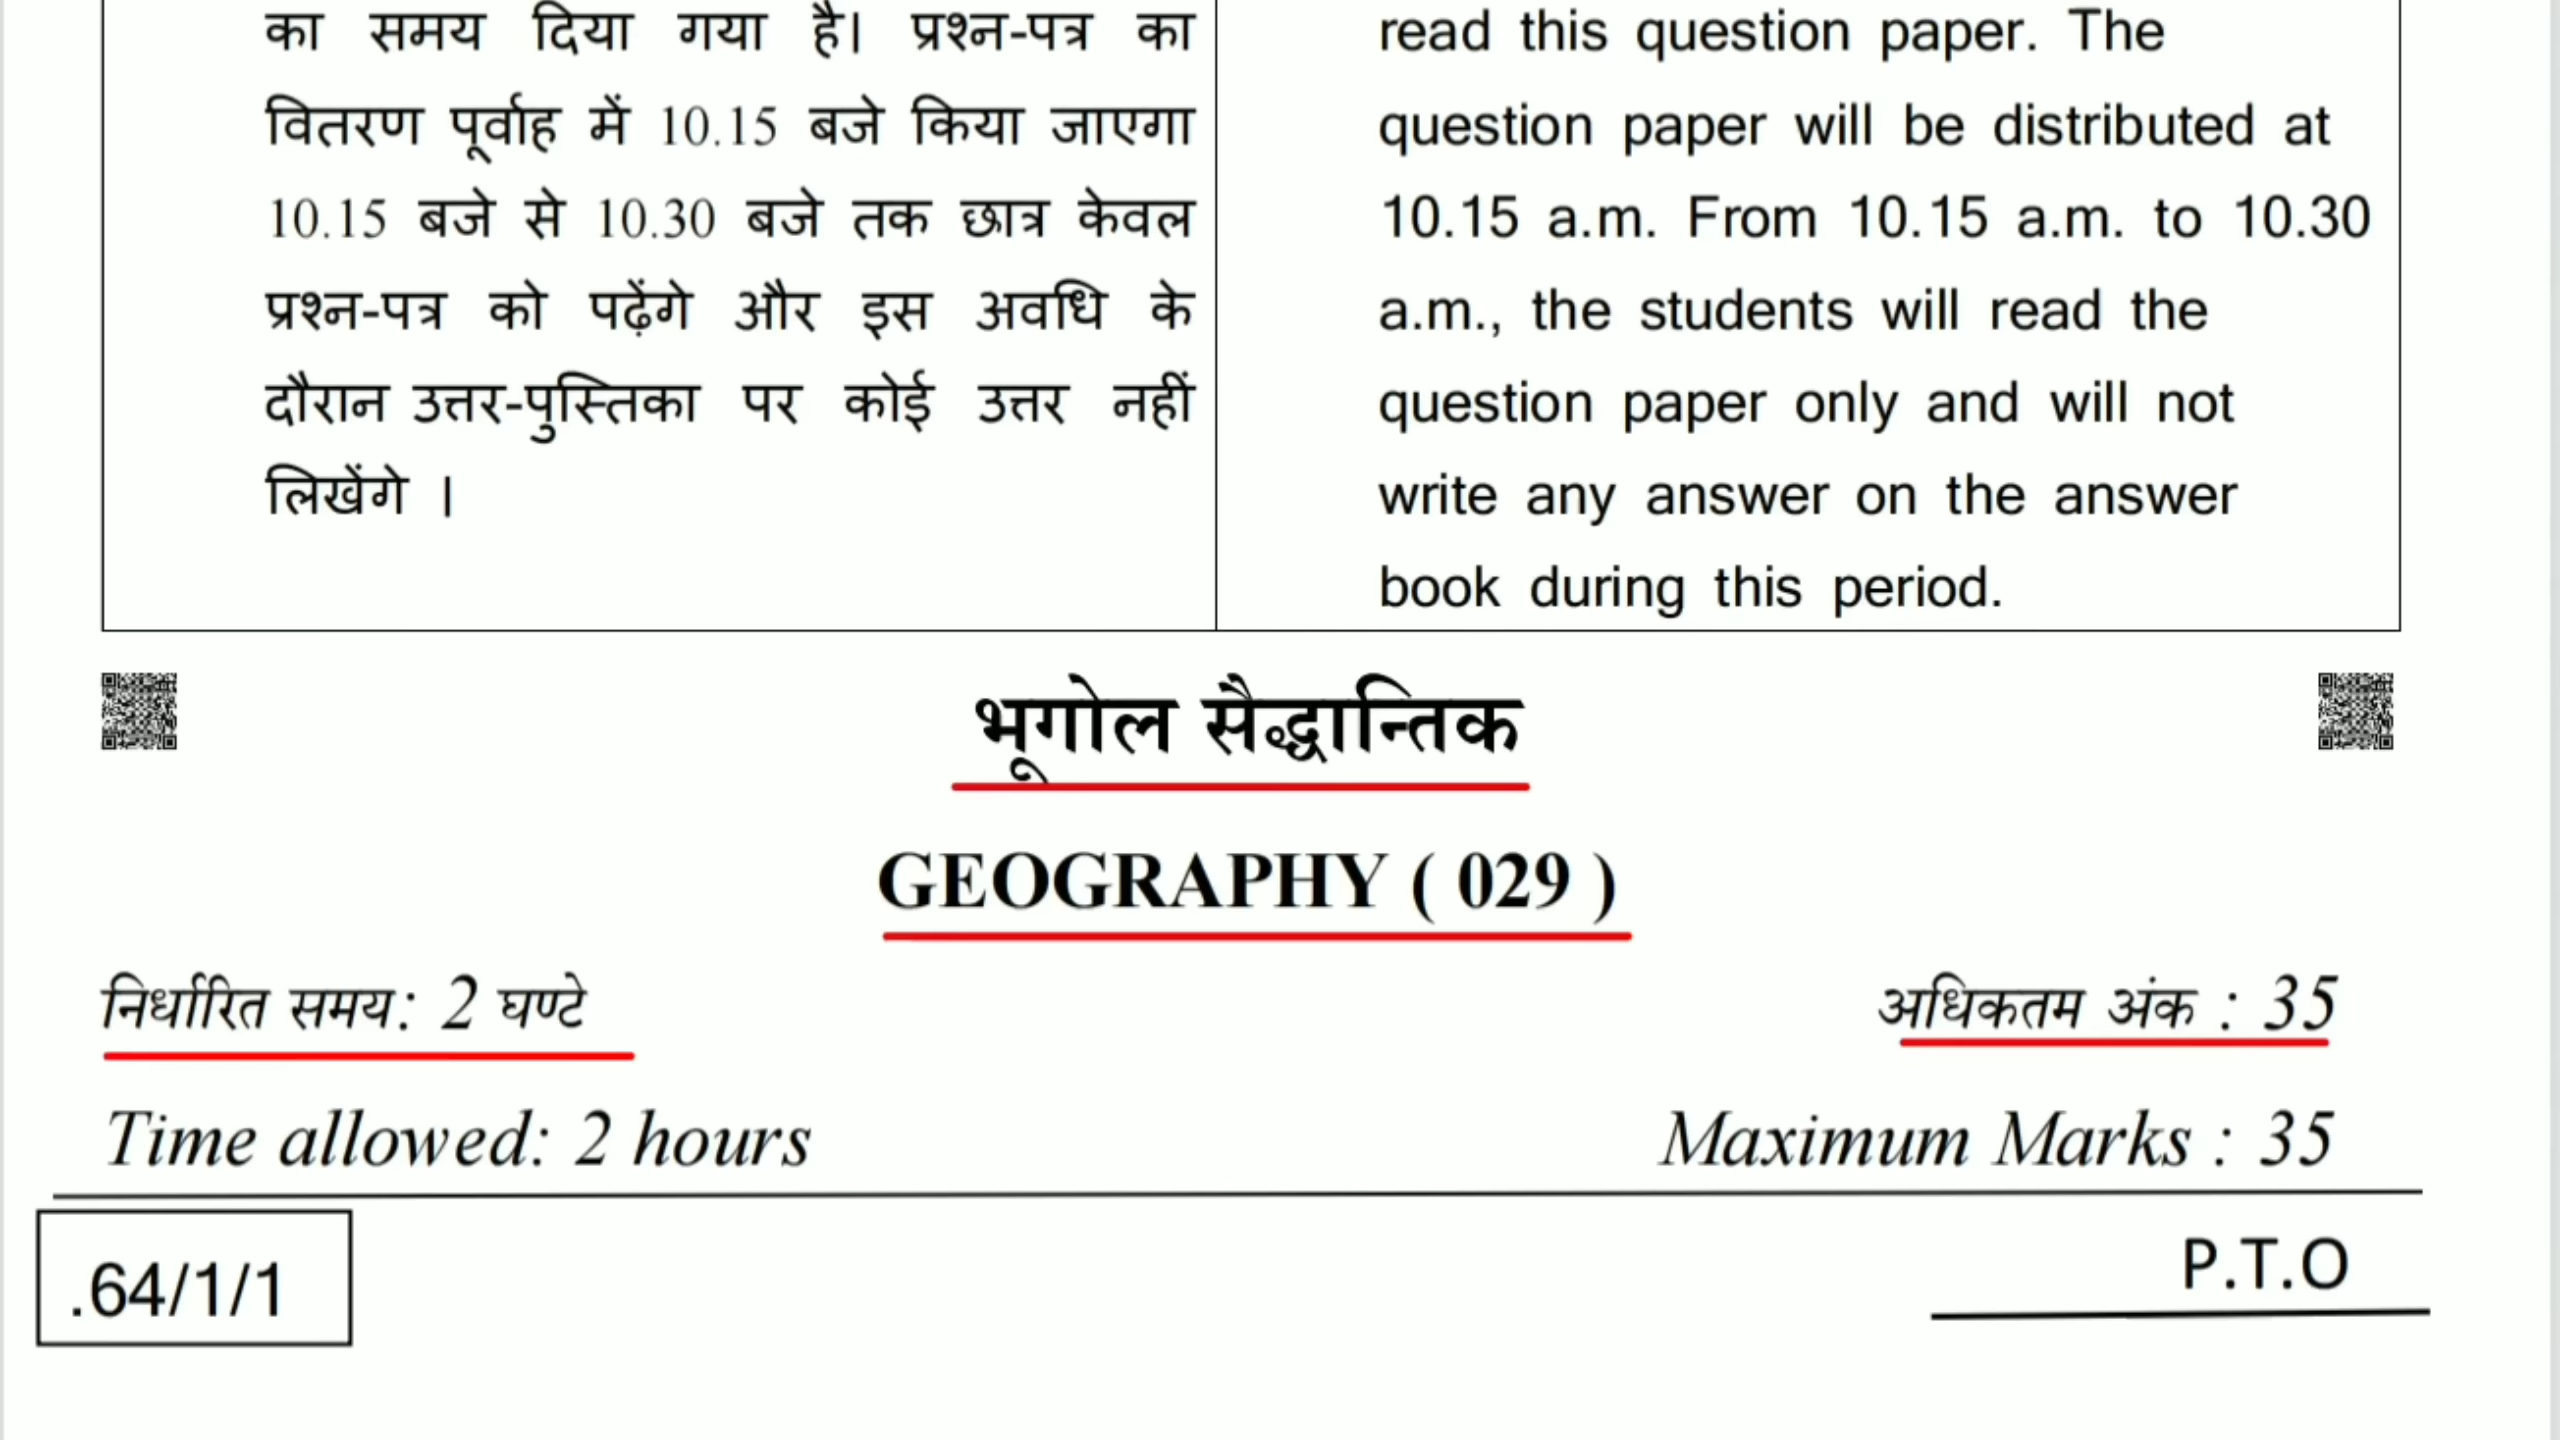 का समय दिया गया है। प्रश्न-पत्र का
वितरण पूर्वाह में 10.15 बजे किया जाएगा
10.15 बजे से 10.30 बजे तक छात्र केवल
प्रश्न-पत्र को पढ़ेंगे और इस अवधि के
दौरान उत्तर-पुस्तिका पर कोई उत्तर नहीं
लिखेंगे ।
read this question paper. The
question paper will be distributed at
10.15 a.m. From 10.15 a.m. to 10.30
a.m., the students will read the
question paper only and will not
write any answer on the answer
book during this period.
भूगोल सैद्धान्तिक
GEOGRAPHY ( 029 )
निर्धारित समय: 2 घण्टे
अधिकतम अंक : 35
Time allowed: 2 hours
Maximum Marks : 35
.64/1/1
P.T.O